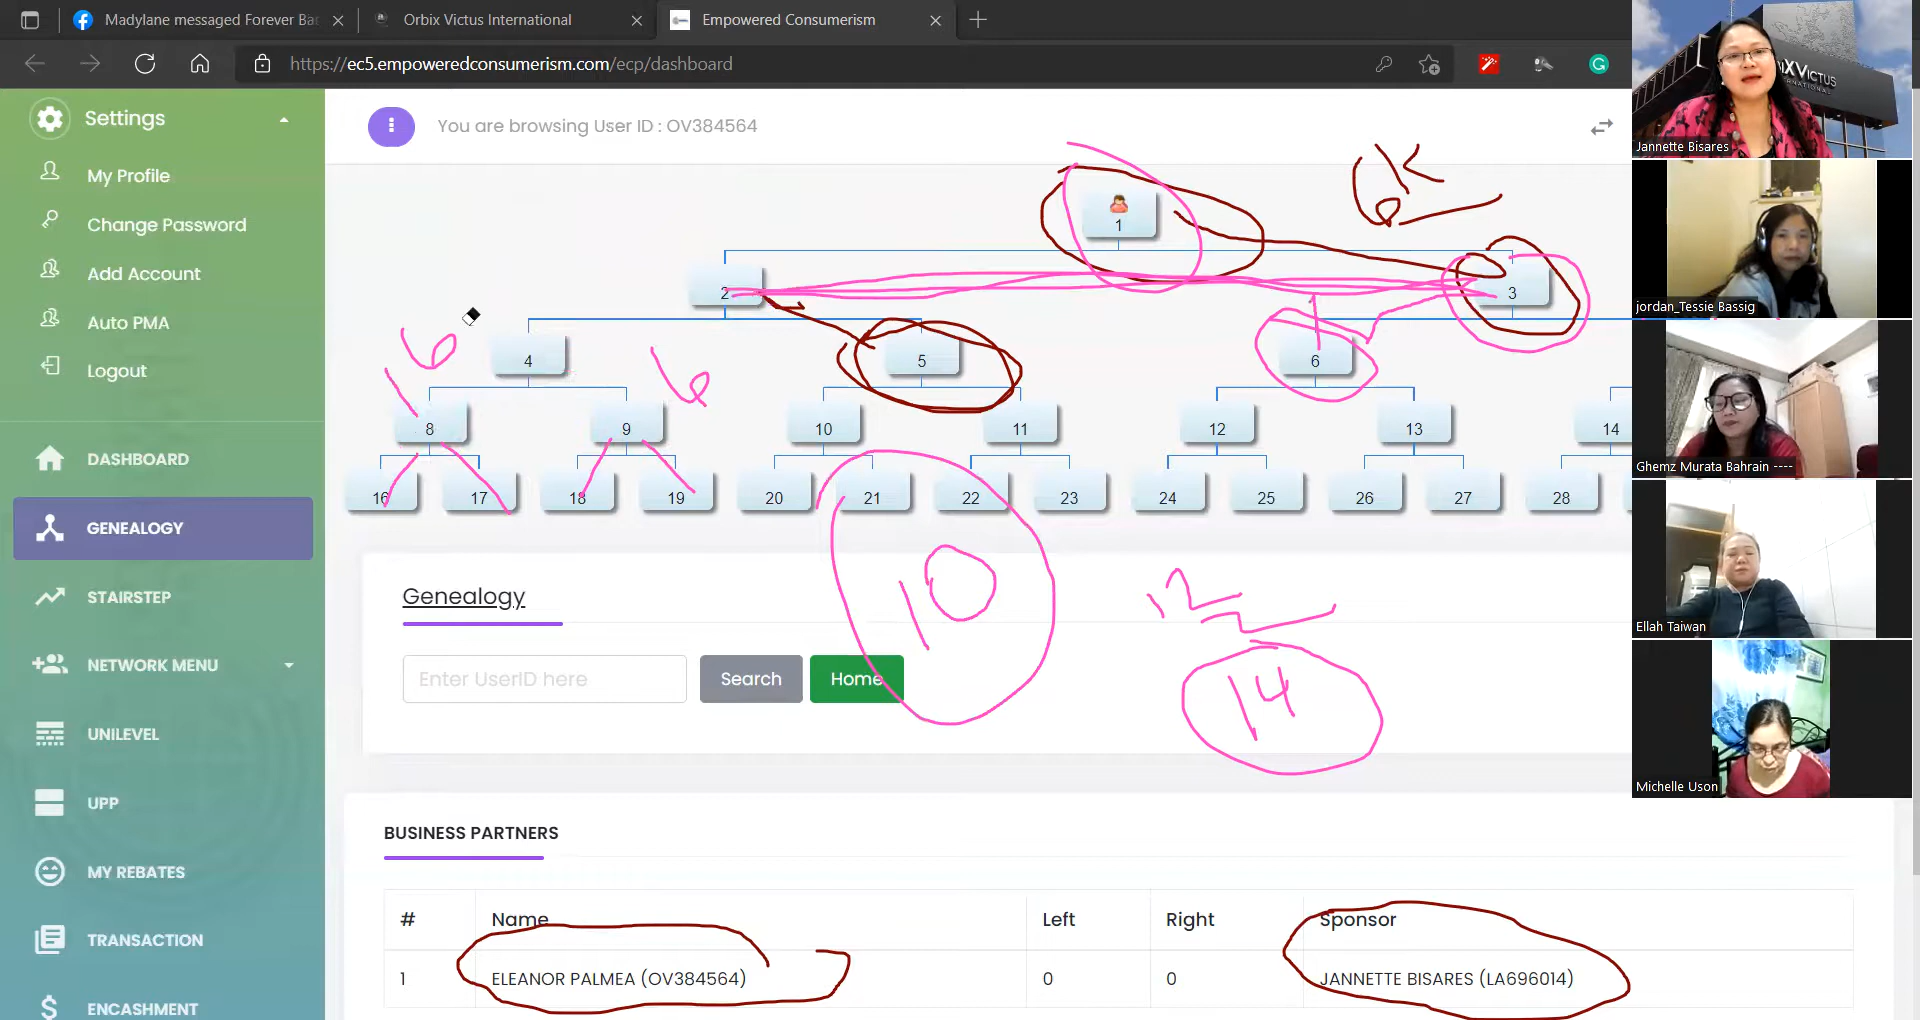 Madylane messaged Forever Ba
Orbix Victus International
Empowered Consumerism
https://ec5.empoweredconsumerism.com/ecp/dashboard
Settings
My Profile
Change Password
Add Account
Auto PMA
Logout
DASHBOARD
GENEALOGY
STAIRSTEP
NETWORK MENU
UNILEVEL
UPP
MY REBATES
TRANSACTION
ENCASHMENT
You are browsing User ID : OV384564
6K
1
2
3
4
5
6
6
6
8
9
10
11
12
13
14
16
17
18
19
20
21
22
23
24
25
26
27
28
10
12
14
Genealogy
Enter UserID here
Search
Home
BUSINESS PARTNERS
# Name Left Right Sponsor
1 ELEANOR PALMEA (OV384564) 0 0 JANNETTE BISARES (LA696014)
Jannette Bisares
jordan_Tessie Bassig
Ghemz Murata Bahrain ----
Ellah Taiwan
Michelle Uson